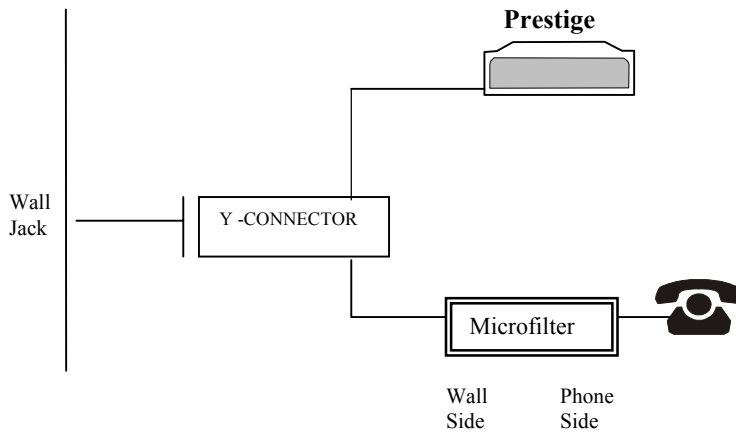 Prestige
Wall
Jack
Y -CONNECTOR
Microfilter
Wall
Side
Phone
Side